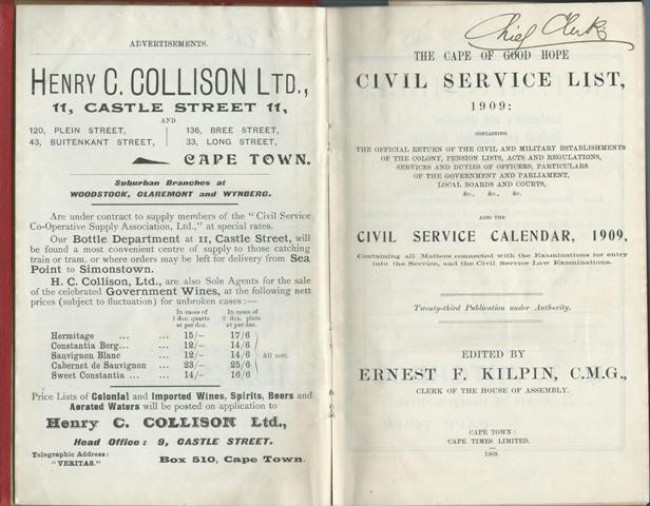 ADVERTISEMENTS.
HENRY C. COLLISON LTD.,
11, CASTLE STREET 11,
AND
120, PLEIN STREET,
43, BUITENKANT STREET,
136, BREE STREET,
33, LONG STREET,
CAPE TOWN.
Suburban Branches at
WOODSTOCK, CLAREMONT and WYNBERG.
Are under contract to supply members of the "Civil Service
Co-Operative Supply Association, Ltd.," at special rates.
Our Bottle Department at 11, Castle Street, will
be found a most convenient centre of supply to those catching
train or tram, or where orders may be left for delivery from Sea
Point to Simonstown.
H. C. Collison, Ltd., are also Sole Agents for the sale
of the celebrated Government Wines, at the following nett
prices (subject to fluctuation) for unbroken cases :—
In cases of 1 doz. quarts at per doz.
In cases of 2 doz. pints at per doz.
Hermitage ... ... 15/- 17/6
Constantia Berg... ... 12/- 14/6
Sauvignon Blanc ... 12/- 14/6 All nett.
Cabernet de Sauvignon ... 23/- 25/6
Sweet Constantia ... ... 14/- 16/6
Price Lists of Colonial and Imported Wines, Spirits, Beers and
Aerated Waters will be posted on application to
Henry C. COLLISON Ltd.,
Head Office : 9, CASTLE STREET.
Telegraphic Address:
"VERITAS."
Box 510, Cape Town.
Chief Clerk
THE CAPE OF GOOD HOPE
CIVIL SERVICE LIST,
1909:
CONTAINING
THE OFFICIAL RETURN OF THE CIVIL AND MILITARY ESTABLISHMENTS
OF THE COLONY, PENSION LISTS, ACTS AND REGULATIONS,
SERVICES AND DUTIES OF OFFICERS, PARTICULARS
OF THE GOVERNMENT AND PARLIAMENT,
LOCAL BOARDS AND COURTS,
&c., &c., &c.
ALSO THE
CIVIL SERVICE CALENDAR, 1909,
Containing all Matters connected with the Examinations for entry
into the Service, and the Civil Service Law Examinations.
Twenty-third Publication under Authority.
EDITED BY
ERNEST F. KILPIN, C.M.G.,
CLERK OF THE HOUSE OF ASSEMBLY.
CAPE TOWN :
CAPE TIMES LIMITED.
1909.